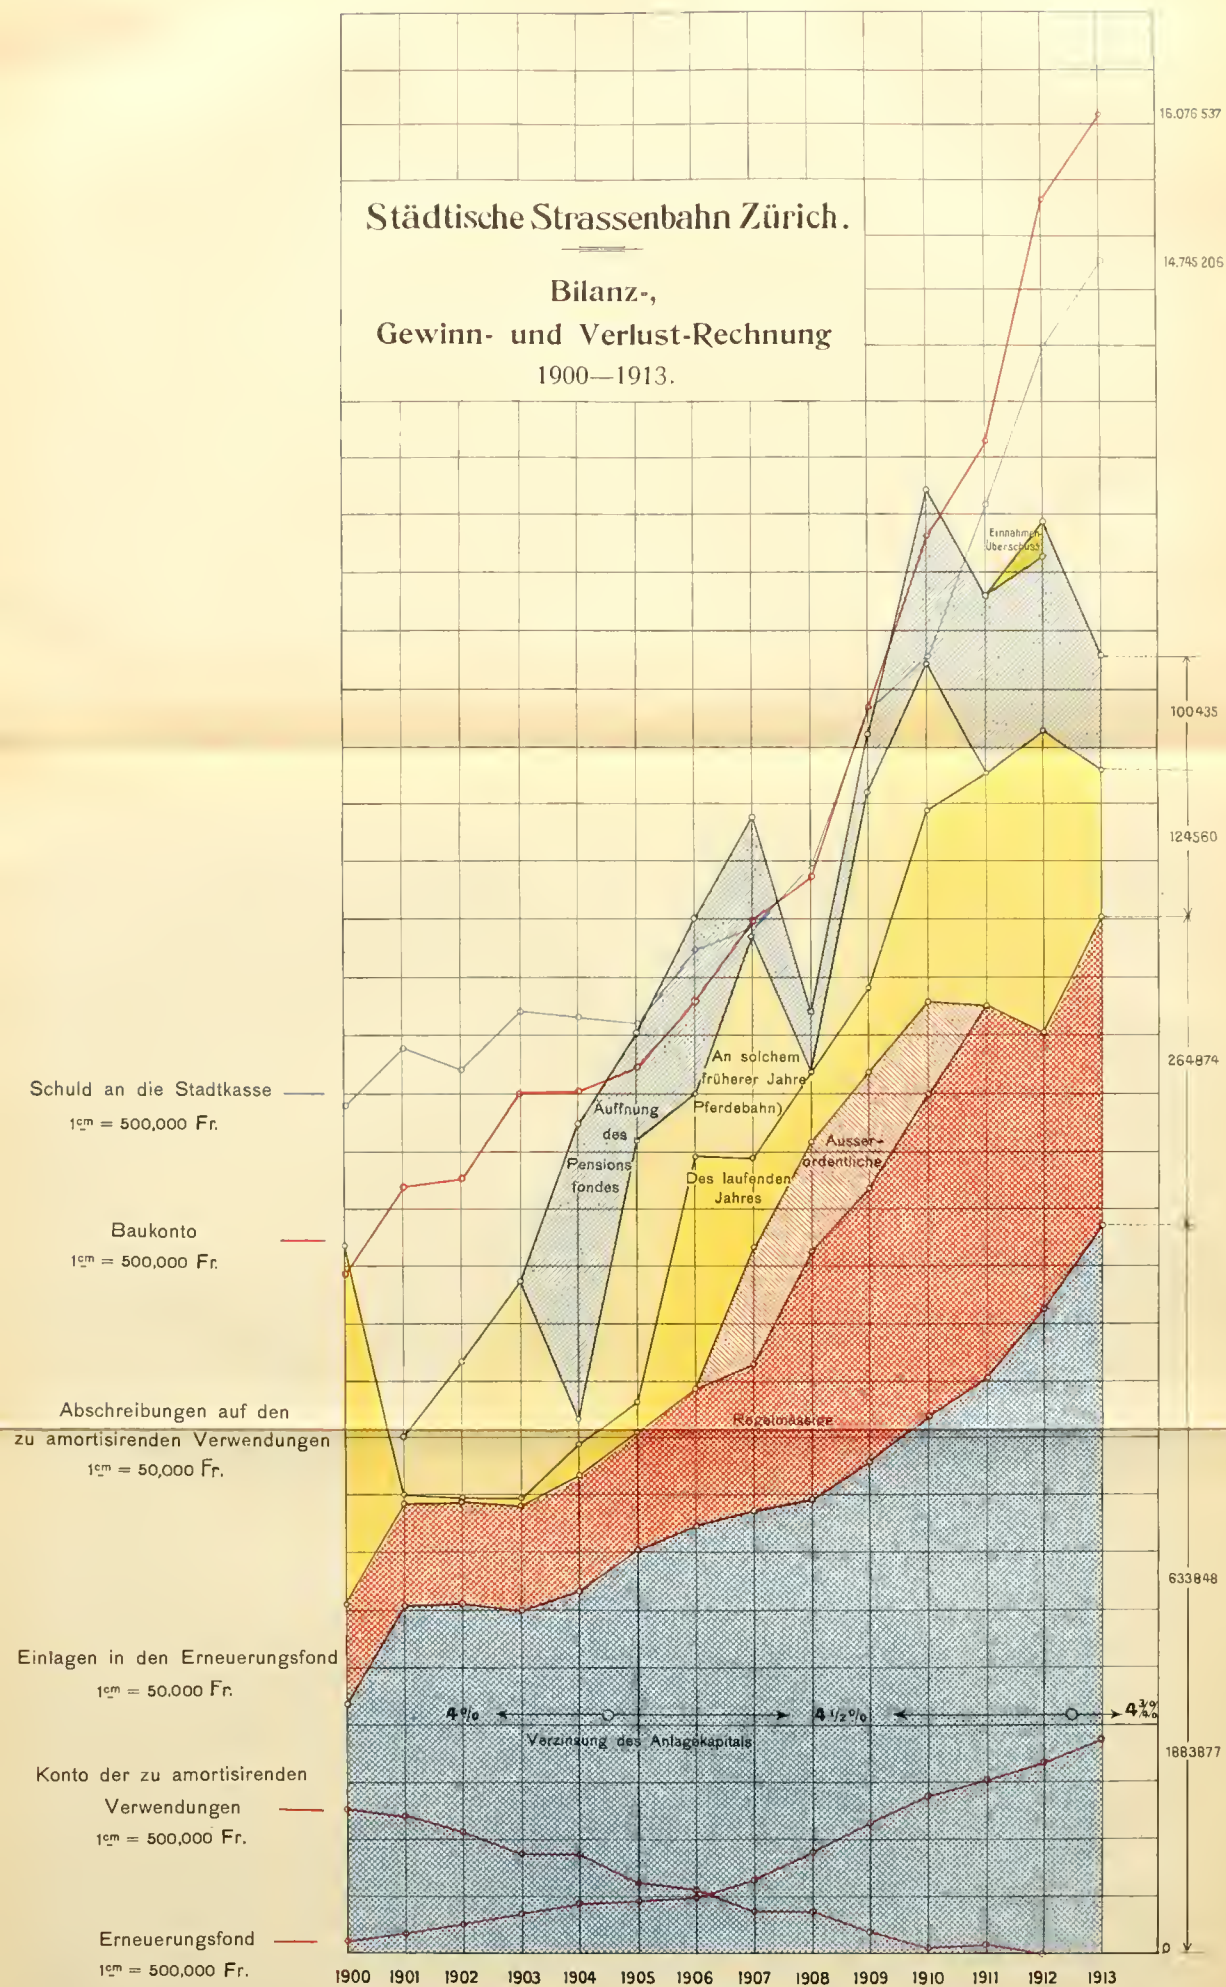 Städtische Strassenbahn Zürich.
Bilanz-,
Gewinn- und Verlust-Rechnung
1900—1913.
16.076 537
14.745 206
Einnahmen
Überschuss
100435
124560
264874
633848
1883877
0
An solchem
früherer Jahre
Pferdebahn)
Äuffnung
des
Pensions
fondes
Des laufenden
Jahres
Ausser-
ordentliche
Regelmässige
4% 4 1/2 % 4 3/4 %
Verzinsung des Anlagekapitals
Schuld an die Stadtkasse
1cm = 500,000 Fr.
Baukonto
1cm = 500,000 Fr.
Abschreibungen auf den
zu amortisirenden Verwendungen
1cm = 50,000 Fr.
Einlagen in den Erneuerungsfond
1cm = 50.000 Fr.
Konto der zu amortisirenden
Verwendungen
1cm = 500,000 Fr.
Erneuerungsfond
1cm = 500,000 Fr.
1900 1901 1902 1903 1904 1905 1906 1907 1908 1909 1910 1911 1912 1913